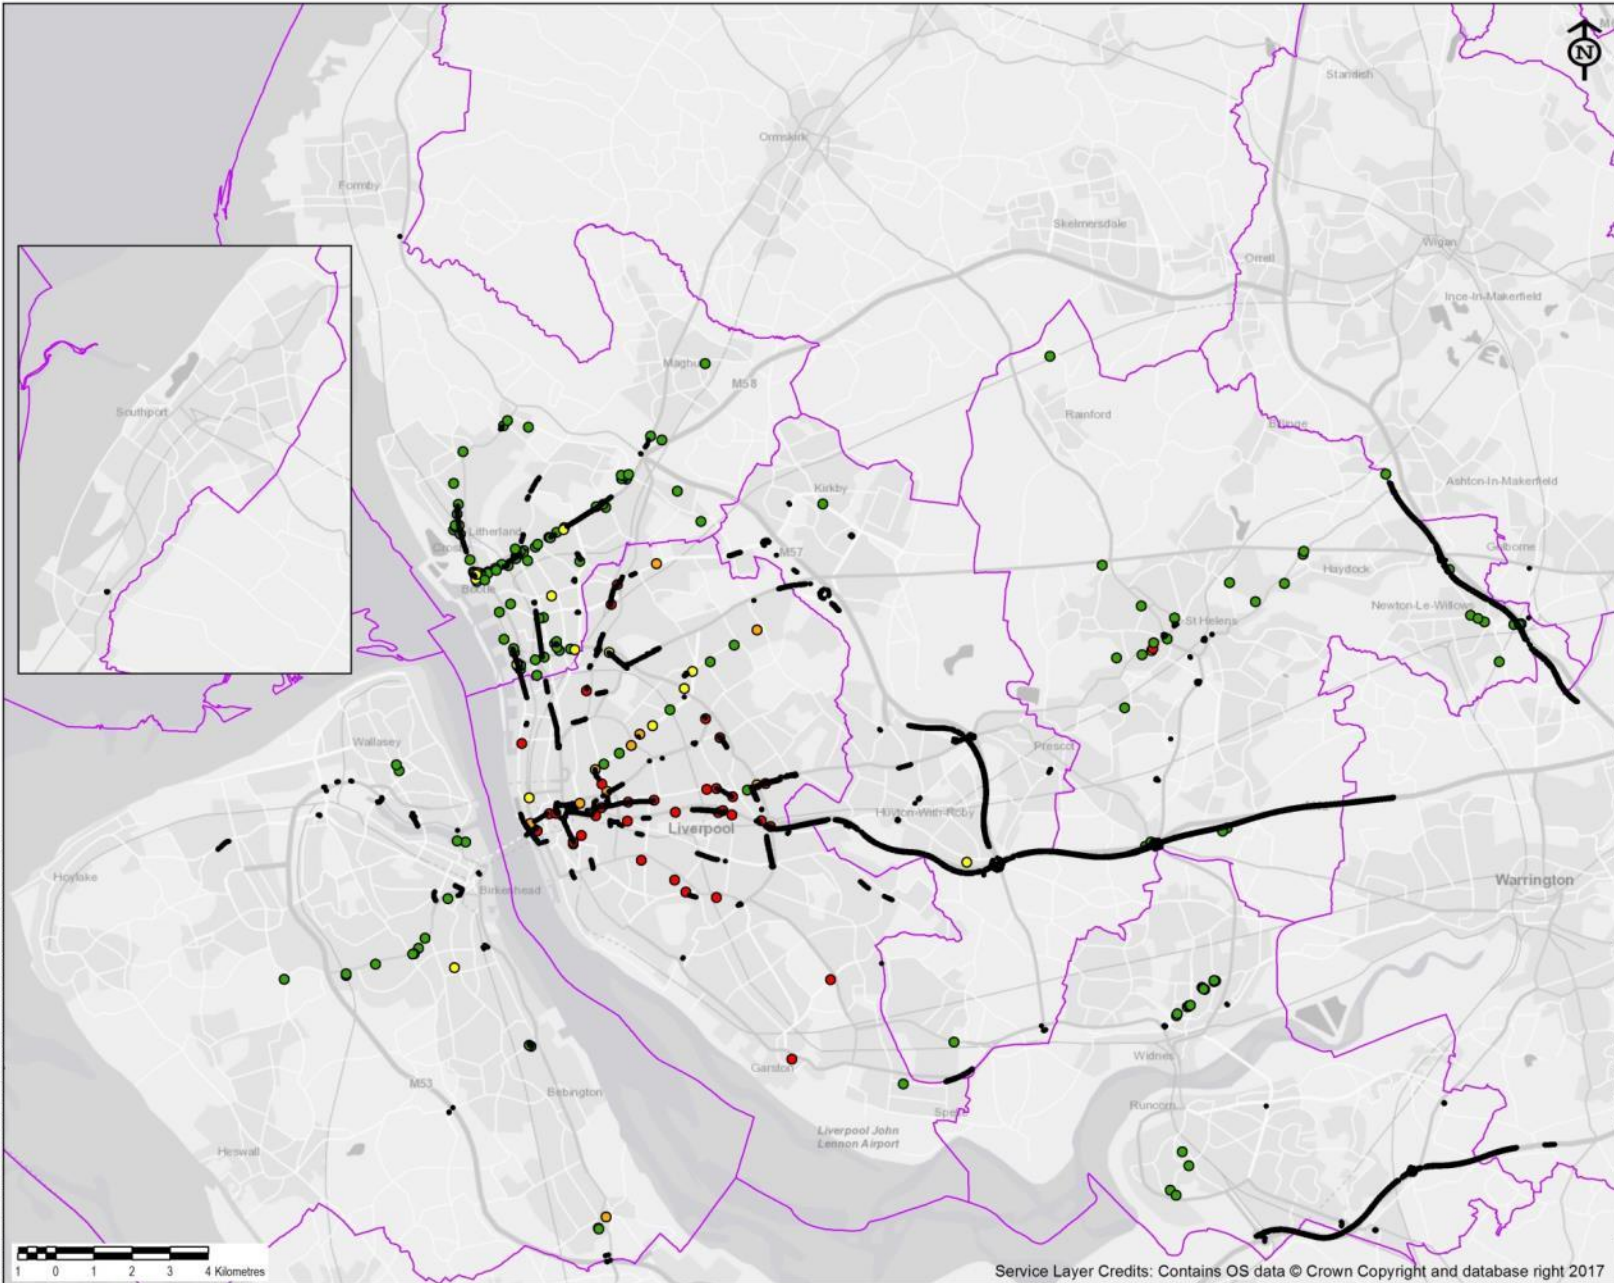 N
Standish
Ormskirk
Formby
Skelmersdale
Wigan
Orrell
Ince-In-Makerfield
Maghu
M58
Southport
Rainford
Billinge
Kirkby
Ashton-In-Makerfield
Litherland
Crosb
M57
Golborne
Haydock
Bootle
Newton-Le-Willows
St Helens
Wallasey
Prescot
Huyton-With-Roby
Liverpool
Hoylake
Birkenhead
Warrington
Widnes
Garston
M53
Bebington
Runcorn
Speke
Liverpool John
Lennon Airport
Heswall
1 0 1 2 3 4 Kilometres
Service Layer Credits: Contains OS data © Crown Copyright and database right 2017